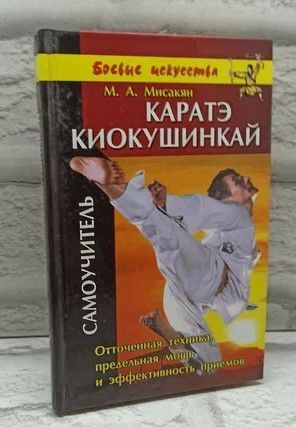 Боевые искусства
М. А. Мисакян
КАРАТЭ
КИОКУШИНКАЙ
САМОУЧИТЕЛЬ
Отточенная техника,
предельная мощь
и эффективность приемов